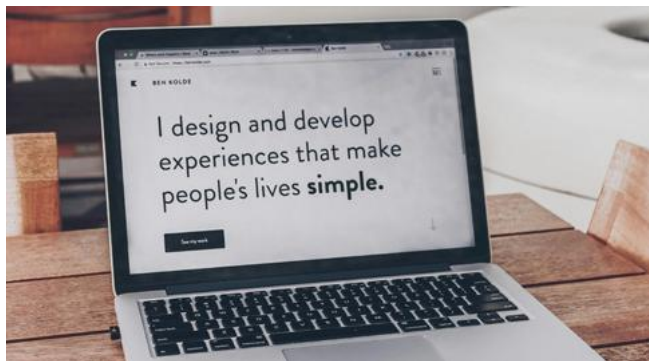 BEN KOLDE
I design and develop
experiences that make
people's lives simple.
See my work